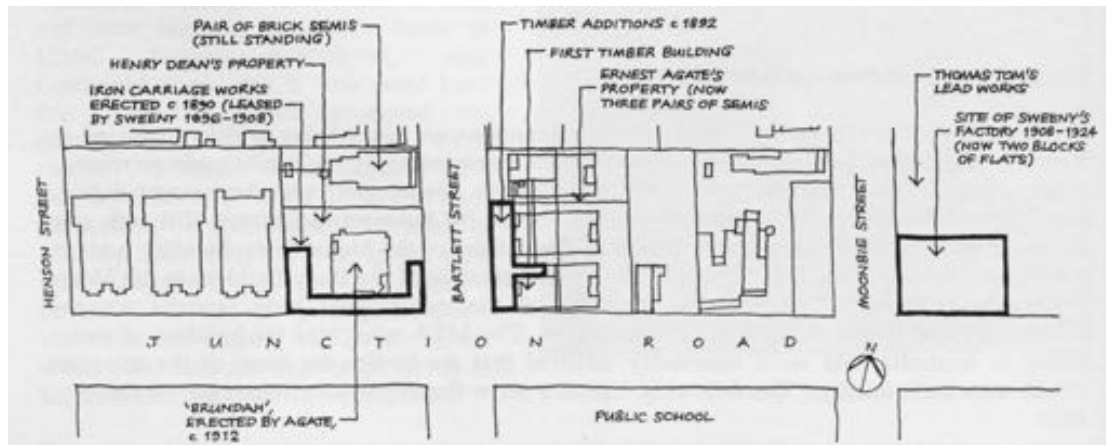 PAIR OF BRICK SEMIS
(STILL STANDING)
HENRY DEAN'S PROPERTY
IRON CARRIAGE WORKS
ERECTED c 1890 (LEASED
BY SWEENY 1896-1908)
TIMBER ADDITIONS c 1892
FIRST TIMBER BUILDING
ERNEST AGATE'S
PROPERTY (NOW
THREE PAIRS OF SEMIS
THOMAS TOM'S
LEAD WORKS
SITE OF SWEENY'S
FACTORY 1908-1924
(NOW TWO BLOCKS
OF FLATS)
HENSON STREET
BARTLETT STREET
MOONBIE STREET
JUNCTION ROAD
N
'BRUNDAH',
ERECTED BY AGATE,
c 1912
PUBLIC SCHOOL